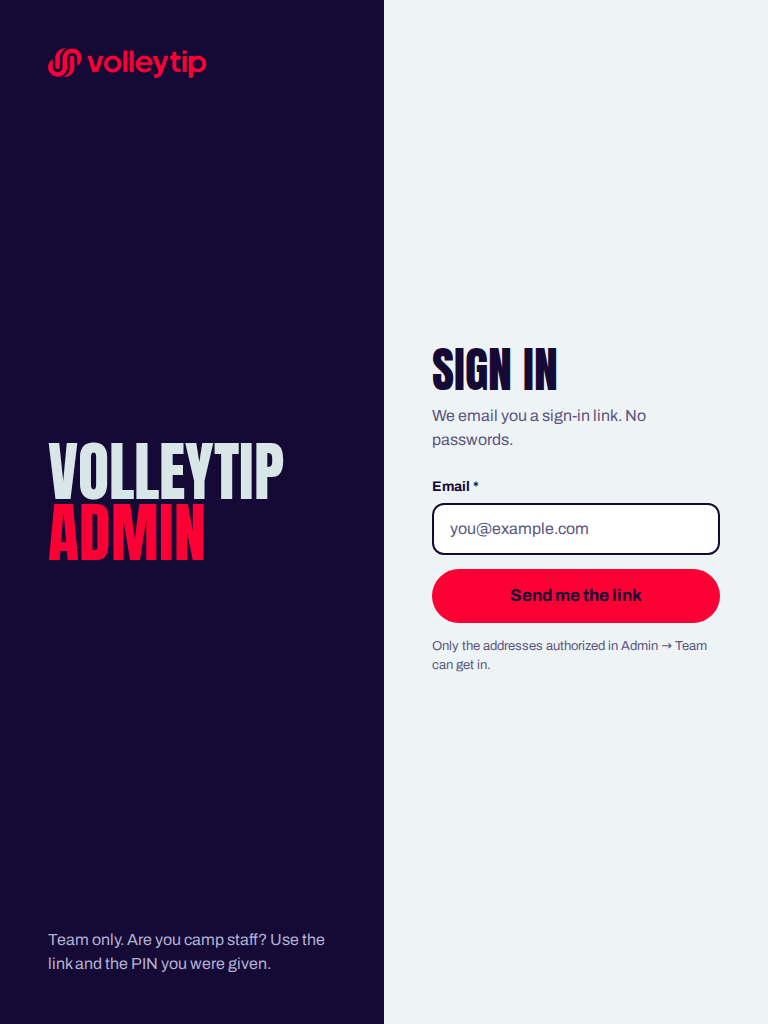 volleytip
VOLLEYTIP
ADMIN
Team only. Are you camp staff? Use the
link and the PIN you were given.
SIGN IN
We email you a sign-in link. No
passwords.
Email *
you@example.com
Send me the link
Only the addresses authorized in Admin → Team
can get in.